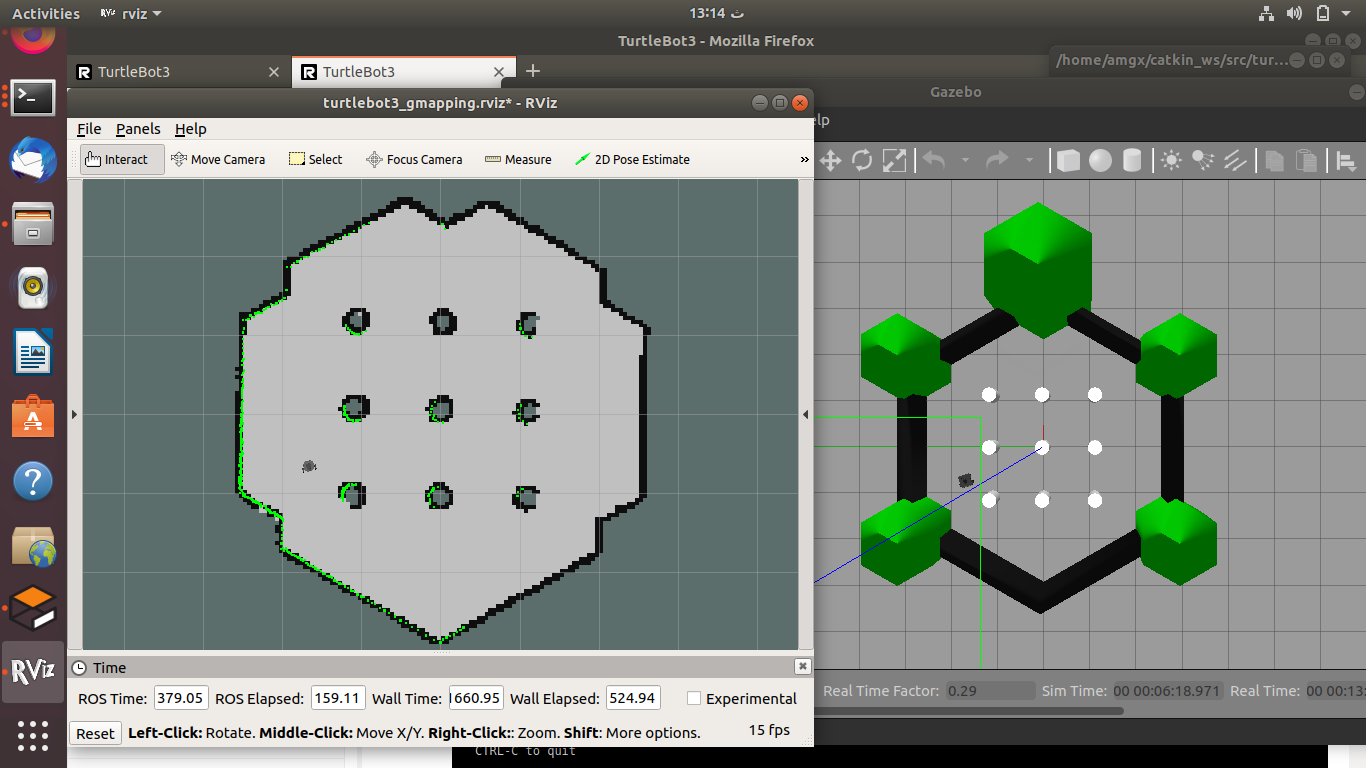 Activities
RViz
rviz
13:14 ث
TurtleBot3 - Mozilla Firefox
TurtleBot3
TurtleBot3
/home/amgx/catkin_ws/src/tur...
turtlebot3_gmapping.rviz* - RViz
Gazebo
File Panels Help
elp
Interact Move Camera Select Focus Camera Measure 2D Pose Estimate »
Time
ROS Time: 379.05 ROS Elapsed: 159.11 Wall Time: 1660.95 Wall Elapsed: 524.94 Experimental
Reset Left-Click: Rotate. Middle-Click: Move X/Y. Right-Click:: Zoom. Shift: More options. 15 fps
Real Time Factor: 0.29 Sim Time: 00 00:06:18.971 Real Time: 00 00:13:
CTRL-C to quit
RViz